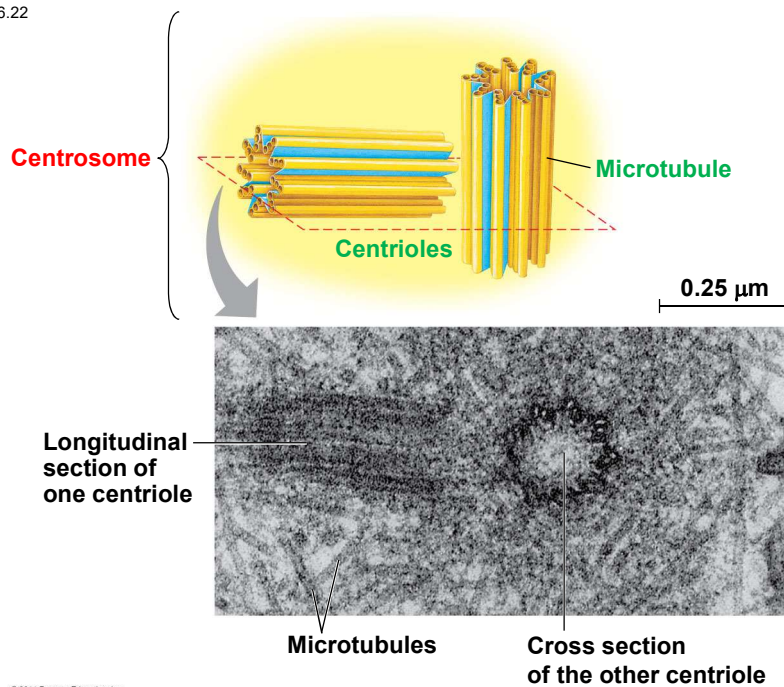 6.22
Centrosome
Microtubule
Centrioles
0.25 μm
Longitudinal
section of
one centriole
Microtubules
Cross section
of the other centriole